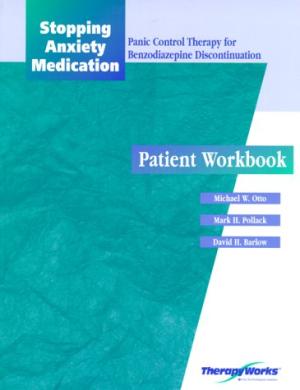 Stopping
Anxiety
Medication
Panic Control Therapy for
Benzodiazepine Discontinuation
Patient Workbook
Michael W. Otto
Mark H. Pollack
David H. Barlow
TherapyWorks